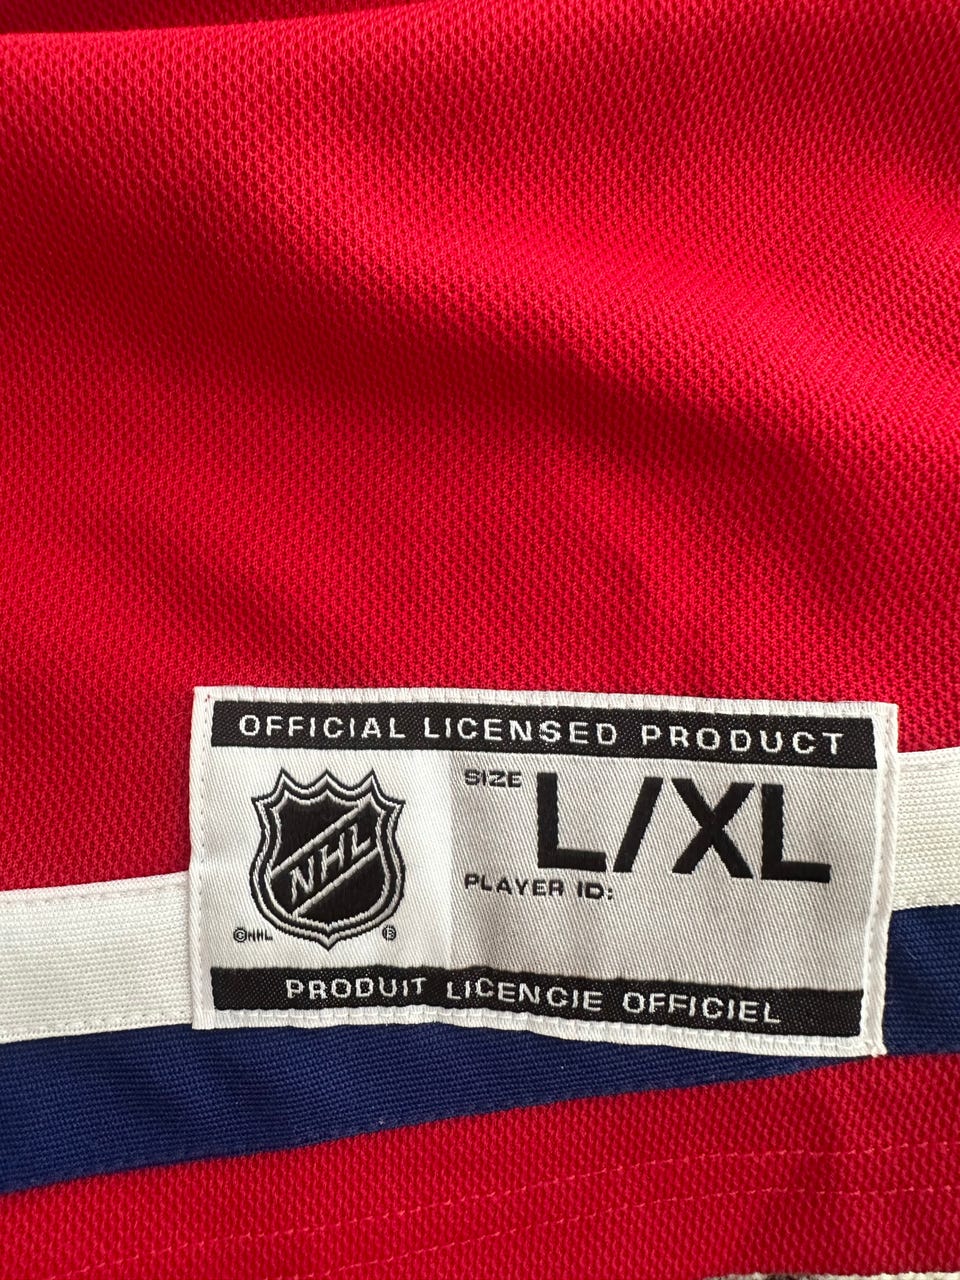 OFFICIAL LICENSED PRODUCT
SIZE L/XL
NHL
PLAYER ID:
©NHL
PRODUIT LICENCIE OFFICIEL